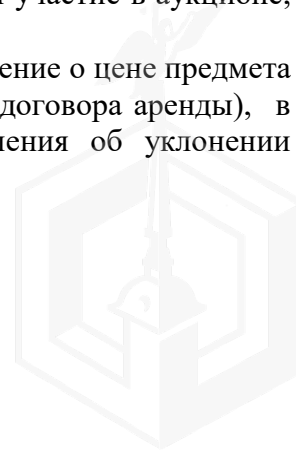 участие в аукционе,
ение о цене предмета
договора аренды), в
ения об уклонении